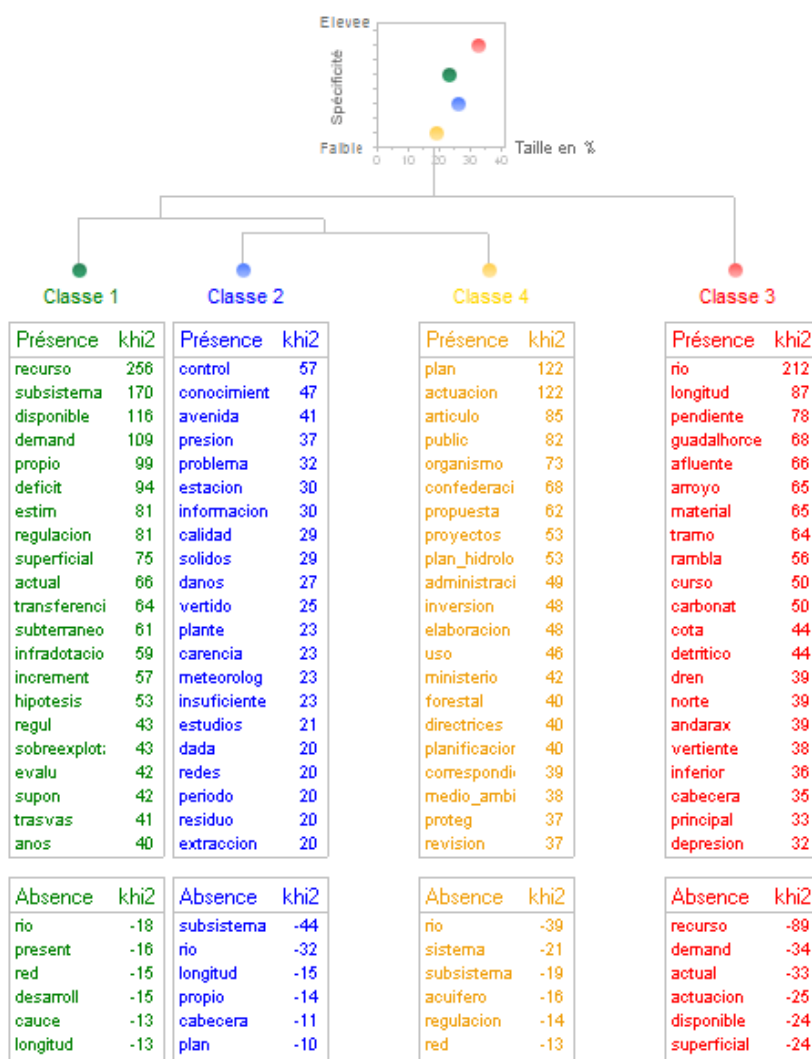 Elevee
Spécificité
Faible
0 10 20 30 40
Taille en %
Classe 1 Classe 2 Classe 4 Classe 3
Présence khi2 Présence khi2 Présence khi2 Présence khi2
recurso 256 control 57 plan 122 rio 212
subsistema 170 conocimient 47 actuacion 122 longitud 87
disponible 116 avenida 41 articulo 85 pendiente 78
demand 109 presion 37 public 82 guadalhorce 68
propio 99 problema 32 organismo 73 afluente 66
deficit 94 estacion 30 confederaci 68 arroyo 65
estim 81 informacion 30 propuesta 62 material 65
regulacion 81 calidad 29 proyectos 53 tramo 64
superficial 75 solidos 29 plan_hidrolo 53 rambla 56
actual 66 danos 27 administraci 49 curso 50
transferenci 64 vertido 25 inversion 48 carbonat 50
subterraneo 61 plante 23 elaboracion 48 cota 44
infradotacio 59 carencia 23 uso 46 detritico 44
increment 57 meteorolog 23 ministerio 42 dren 39
hipotesis 53 insuficiente 23 forestal 40 norte 39
regul 43 estudios 21 directrices 40 andarax 39
sobreexplot: 43 dada 20 planificacior 40 vertiente 38
evalu 42 redes 20 correspondi 39 inferior 36
supon 42 periodo 20 medio_ambi 38 cabecera 35
trasvas 41 residuo 20 proteg 37 principal 33
anos 40 extraccion 20 revision 37 depresion 32
Absence khi2 Absence khi2 Absence khi2 Absence khi2
rio -18 subsistema -44 rio -39 recurso -89
present -16 rio -32 sistema -21 demand -34
red -15 longitud -15 subsistema -19 actual -33
desarroll -15 propio -14 acuifero -16 actuacion -25
cauce -13 cabecera -11 regulacion -14 disponible -24
longitud -13 plan -10 red -13 superficial -24